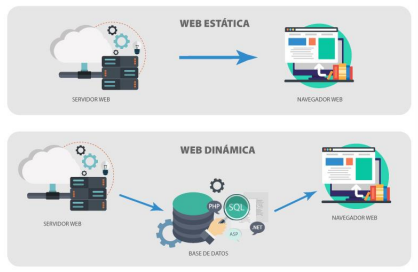 WEB ESTÁTICA
SERVIDOR WEB
NAVEGADOR WEB
WEB DINÁMICA
SERVIDOR WEB
PHP
SQL
ASP
.NET
BASE DE DATOS
NAVEGADOR WEB